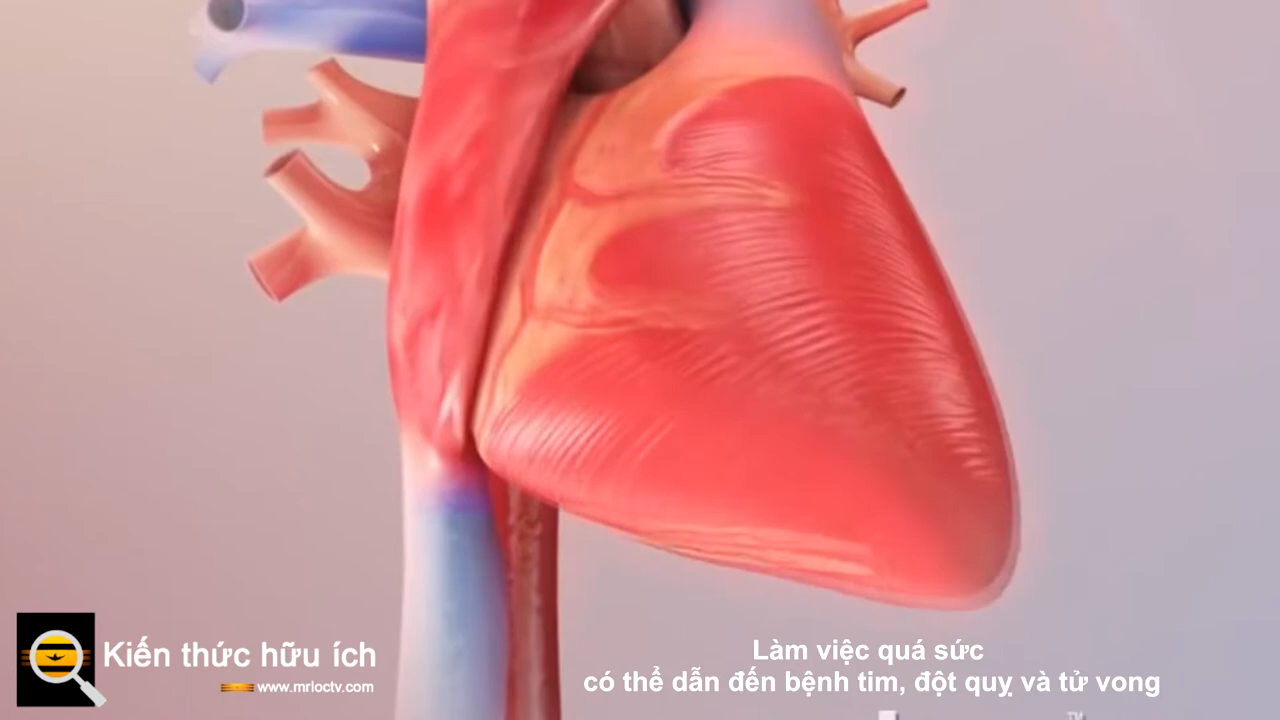 Kiến thức hữu ích
www.mrloctv.com
Làm việc quá sức
có thể dẫn đến bệnh tim, đột quỵ và tử vong
TM